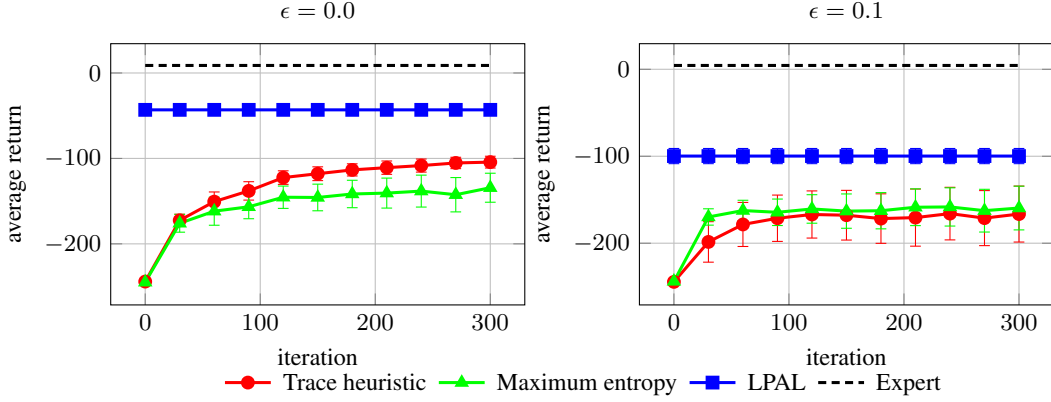 ϵ = 0.0
ϵ = 0.1
0
−100
−200
average return
0
100
200
300
iteration
0
−100
−200
average return
0
100
200
300
iteration
Trace heuristic
Maximum entropy
LPAL
Expert